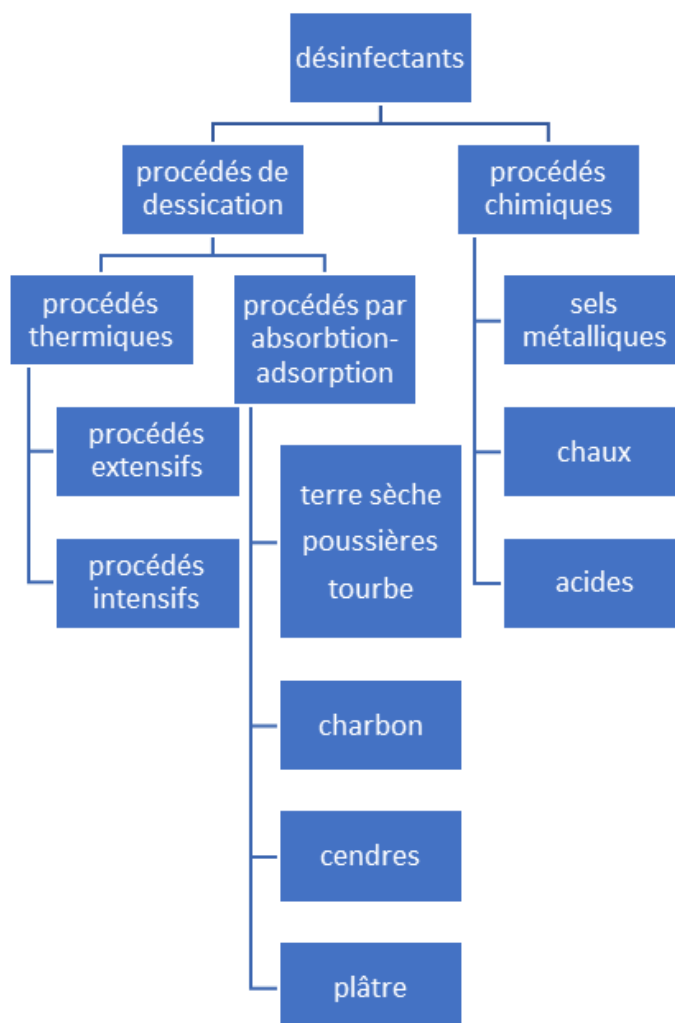 désinfectants
procédés de
dessication
procédés
chimiques
procédés
thermiques
procédés par
absorbtion-
adsorption
sels
métalliques
procédés
extensifs
chaux
terre sèche
poussières
tourbe
procédés
intensifs
acides
charbon
cendres
plâtre